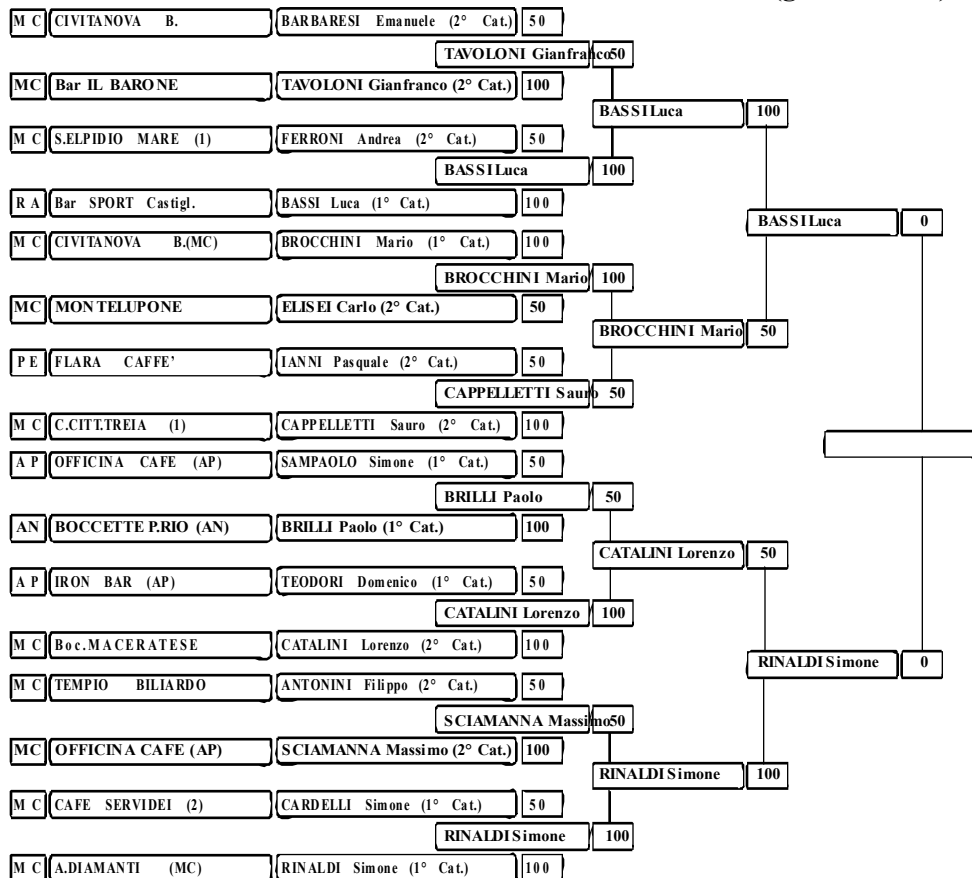 M C CIVITANOVA B. BARBARESI Emanuele (2° Cat.) 50
TAVOLONI Gianfranco 50
MC Bar IL BARONE TAVOLONI Gianfranco (2° Cat.) 100
BASSI Luca 100
M C S.ELPIDIO MARE (1) FERRONI Andrea (2° Cat.) 50
BASSI Luca 100
R A Bar SPORT Castigl. BASSI Luca (1° Cat.) 100
BASSI Luca 0
M C CIVITANOVA B.(MC) BROCCHINI Mario (1° Cat.) 100
BROCCHINI Mario 100
MC MONTELUPONE ELISEI Carlo (2° Cat.) 50
BROCCHINI Mario 50
P E FLARA CAFFE' IANNI Pasquale (2° Cat.) 50
CAPPELLETTI Sauro 50
M C C.CITT.TREIA (1) CAPPELLETTI Sauro (2° Cat.) 100
A P OFFICINA CAFE (AP) SAMPAOLO Simone (1° Cat.) 50
BRILLI Paolo 50
AN BOCCETTE P.RIO (AN) BRILLI Paolo (1° Cat.) 100
CATALINI Lorenzo 50
A P IRON BAR (AP) TEODORI Domenico (1° Cat.) 50
CATALINI Lorenzo 100
M C Boc.MACERATESE CATALINI Lorenzo (2° Cat.) 100
RINALDI Simone 0
M C TEMPIO BILIARDO ANTONINI Filippo (2° Cat.) 50
SCIAMANNA Massimo 50
MC OFFICINA CAFE (AP) SCIAMANNA Massimo (2° Cat.) 100
RINALDI Simone 100
M C CAFE SERVIDEI (2) CARDELLI Simone (1° Cat.) 50
RINALDI Simone 100
M C A.DIAMANTI (MC) RINALDI Simone (1° Cat.) 100